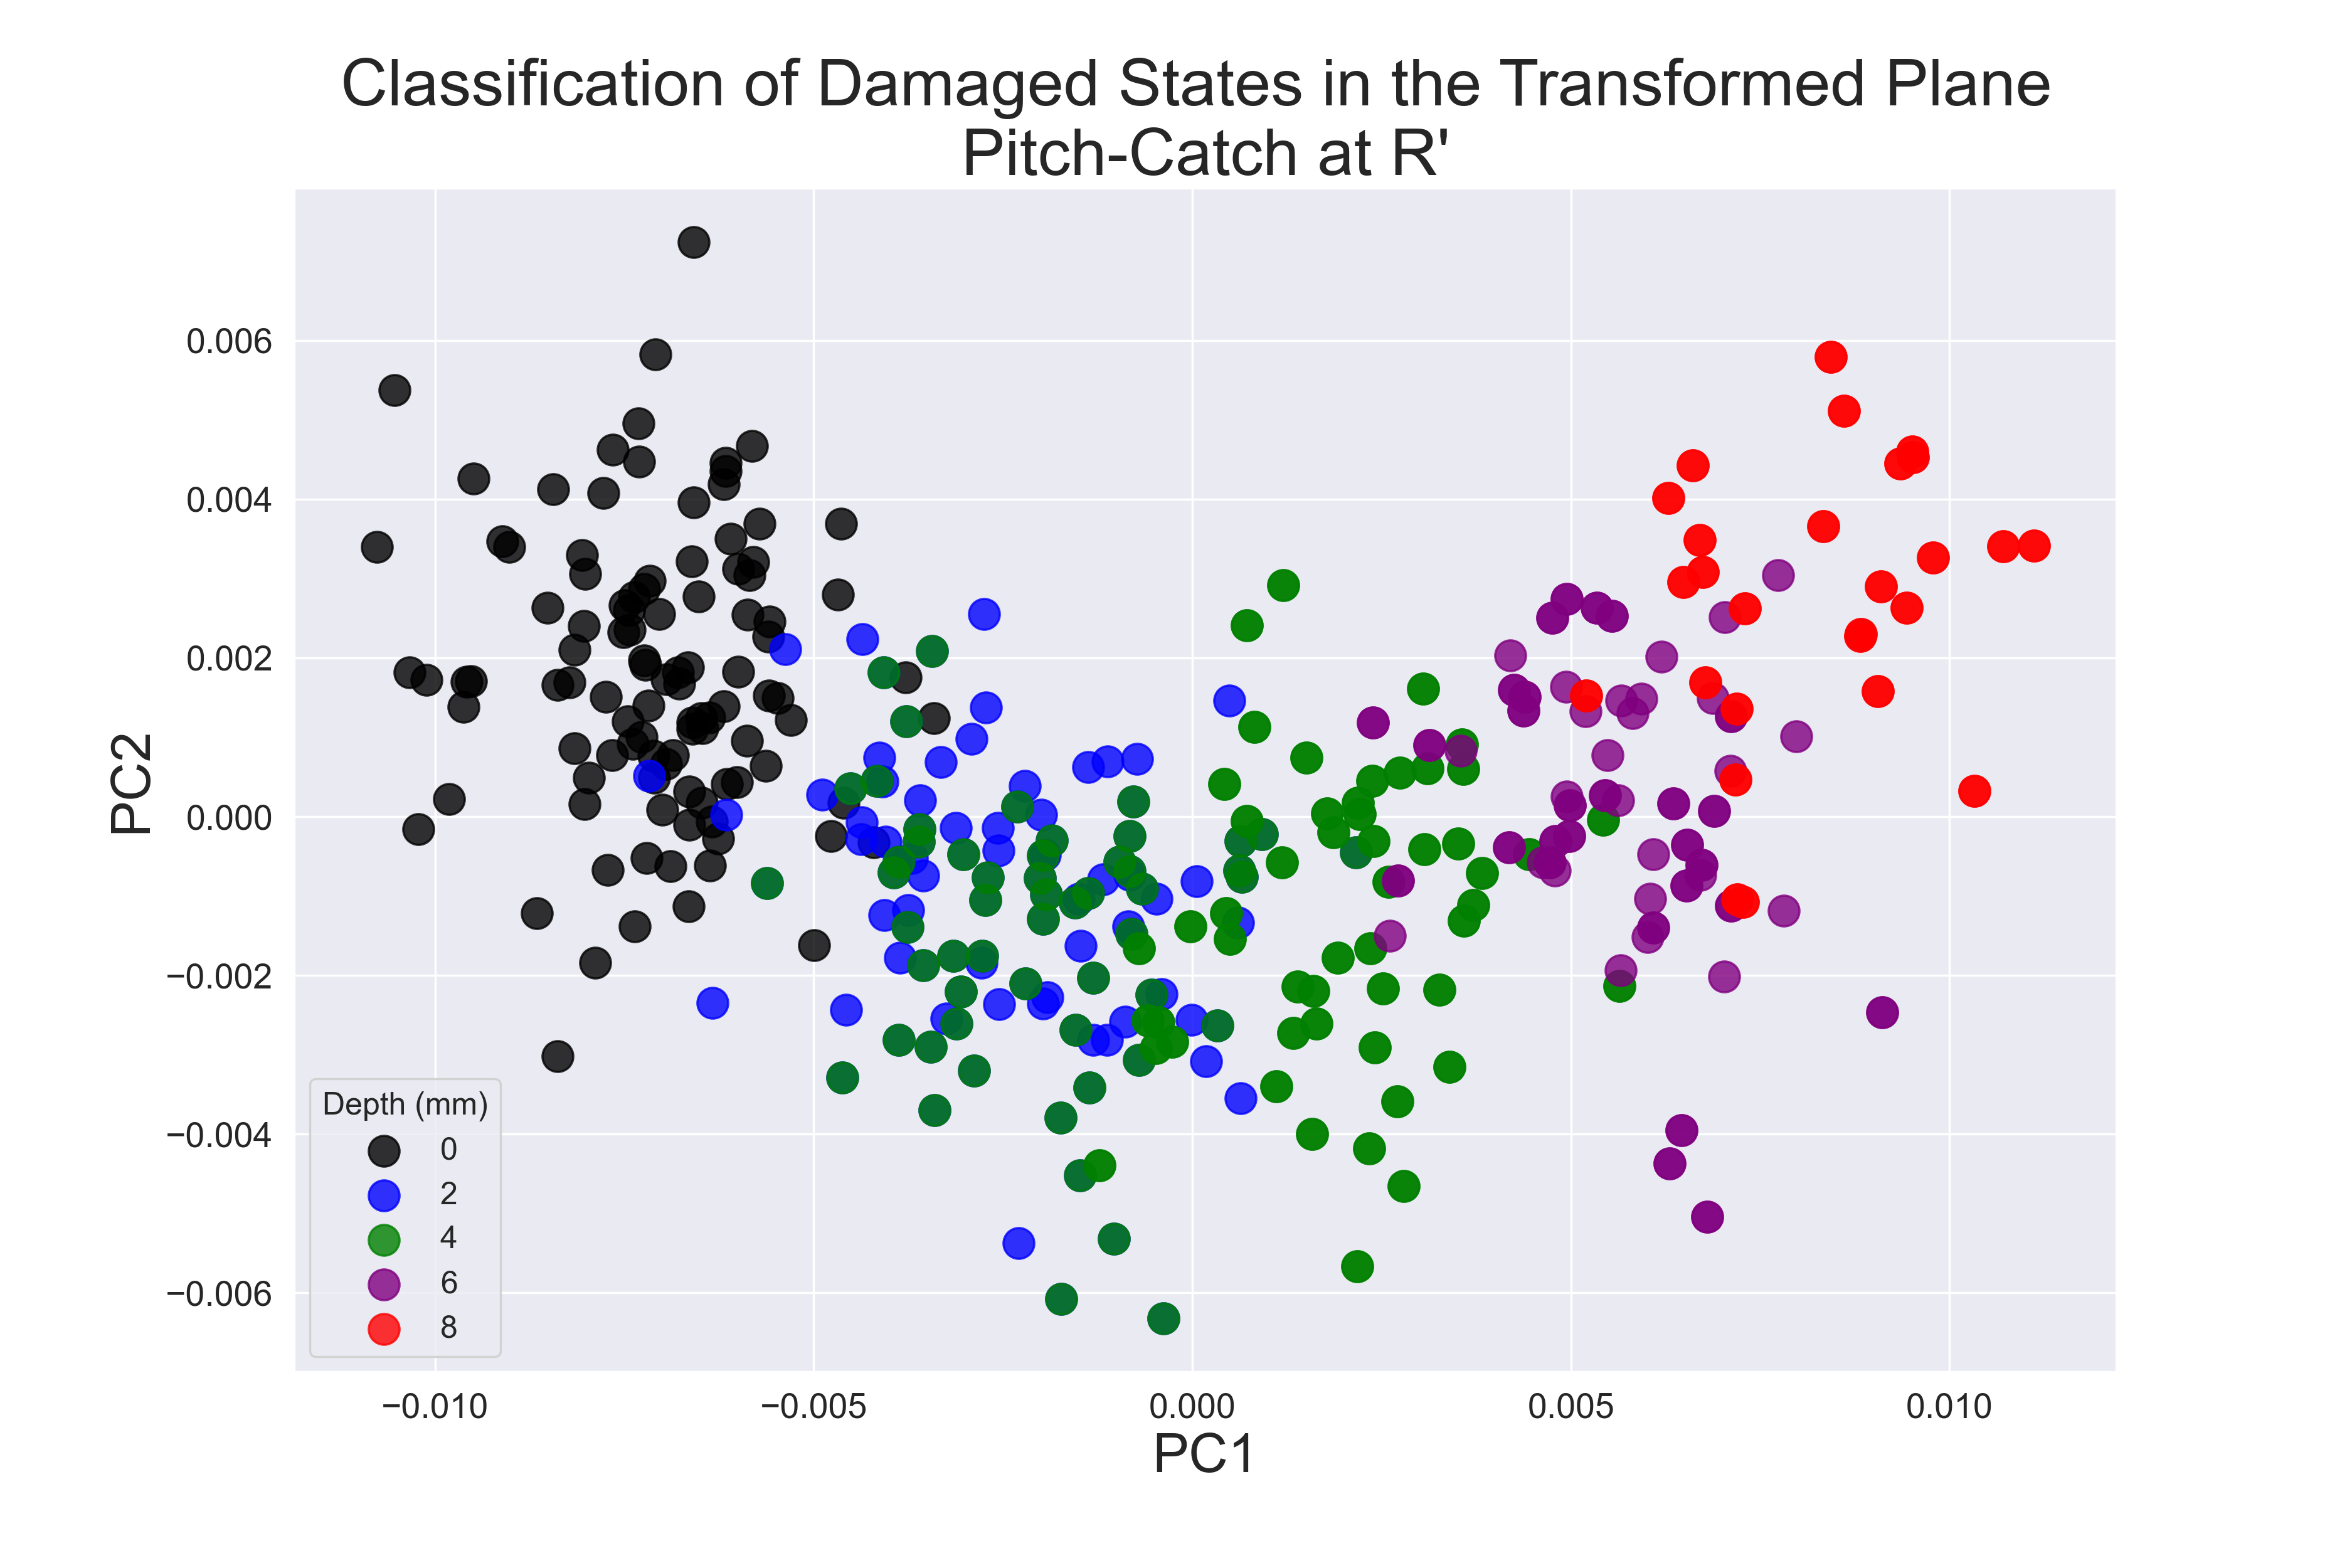 Classification of Damaged States in the Transformed Plane
Pitch-Catch at R'
PC2
0.006
0.004
0.002
0.000
−0.002
−0.004
−0.006
Depth (mm)
0
2
4
6
8
−0.010 −0.005 0.000 0.005 0.010
PC1